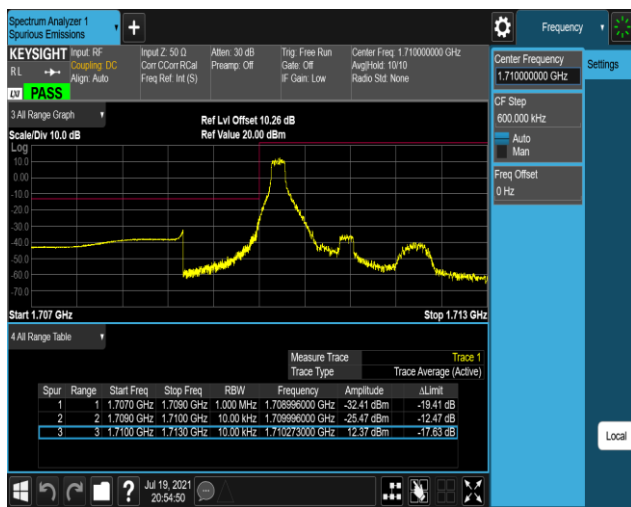 Spectrum Analyzer 1
Spurious Emissions
Frequency
KEYSIGHT
Input: RF
Coupling: DC
Align: Auto
Input Z: 50 Ω
Corr CCorr RCal
Freq Ref: Int (S)
Atten: 30 dB
Preamp: Off
Trig: Free Run
Gate: Off
IF Gain: Low
Center Freq: 1.710000000 GHz
Avg|Hold: 10/10
Radio Std: None
R L
LXI PASS
Center Frequency
1.710000000 GHz
Settings
CF Step
600.000 kHz
Auto
Man
Freq Offset
0 Hz
3 All Range Graph
Ref Lvl Offset 10.26 dB
Scale/Div 10.0 dB
Ref Value 20.00 dBm
Log
10.0
0.00
-10.0
-20.0
-30.0
-40.0
-50.0
-60.0
-70.0
Start 1.707 GHz
Stop 1.713 GHz
4 All Range Table
Measure Trace Trace 1
Trace Type Trace Average (Active)
Spur Range Start Freq Stop Freq RBW Frequency Amplitude ΔLimit
1 1 1.7070 GHz 1.7090 GHz 1.000 MHz 1.708996000 GHz -32.41 dBm -19.41 dB
2 2 1.7090 GHz 1.7100 GHz 10.00 kHz 1.709996000 GHz -25.47 dBm -12.47 dB
3 3 1.7100 GHz 1.7130 GHz 10.00 kHz 1.710273000 GHz 12.37 dBm -17.63 dB
Local
Jul 19, 2021
20:54:50